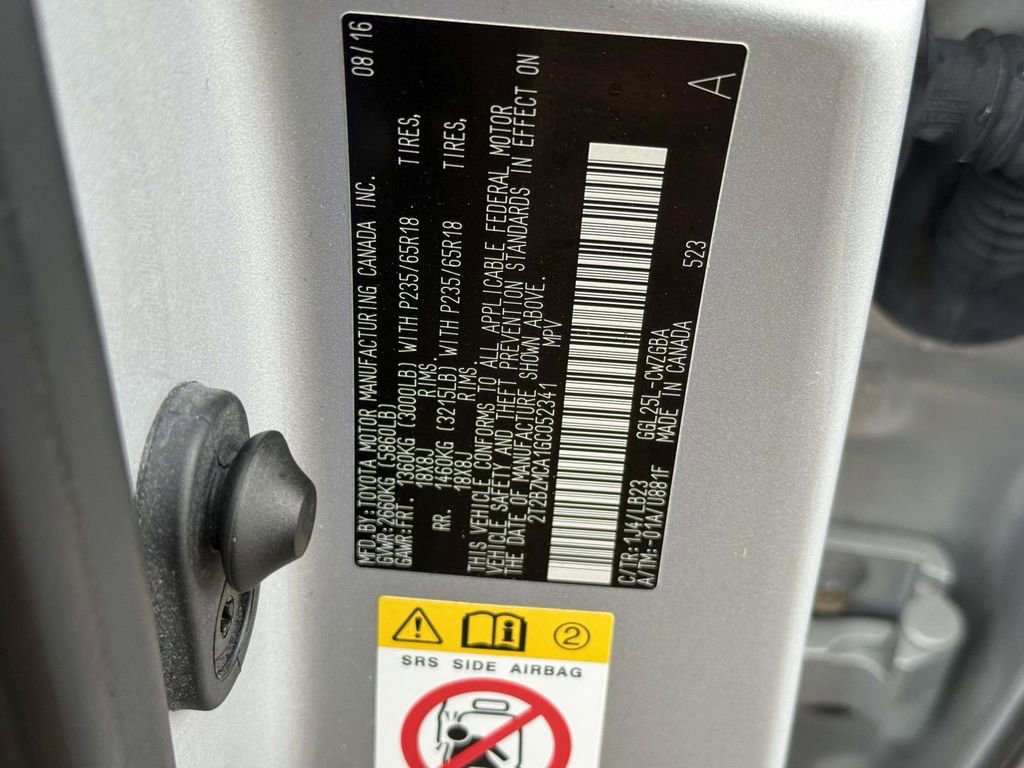 MFD.BY:TOYOTA MOTOR MANUFACTURING CANADA INC. 08/16
GVWR:2660KG (5860LB)
GAWR:FRT. 1360KG (3000LB) WITH P235/65R18 TIRES,
18X8J RIMS.
RR. 1460KG (3215LB) WITH P235/65R18 TIRES,
18X8J RIMS.
THIS VEHICLE CONFORMS TO ALL APPLICABLE FEDERAL MOTOR
VEHICLE SAFETY AND THEFT PREVENTION STANDARDS IN EFFECT ON
THE DATE OF MANUFACTURE SHOWN ABOVE.
2T2BZMCA1GC052341 MPV
C/TR:1J4/LB23 GGL25L-CWZGBA 523
A/TM:-01A/U881F MADE IN CANADA
A
2
SRS SIDE AIRBAG